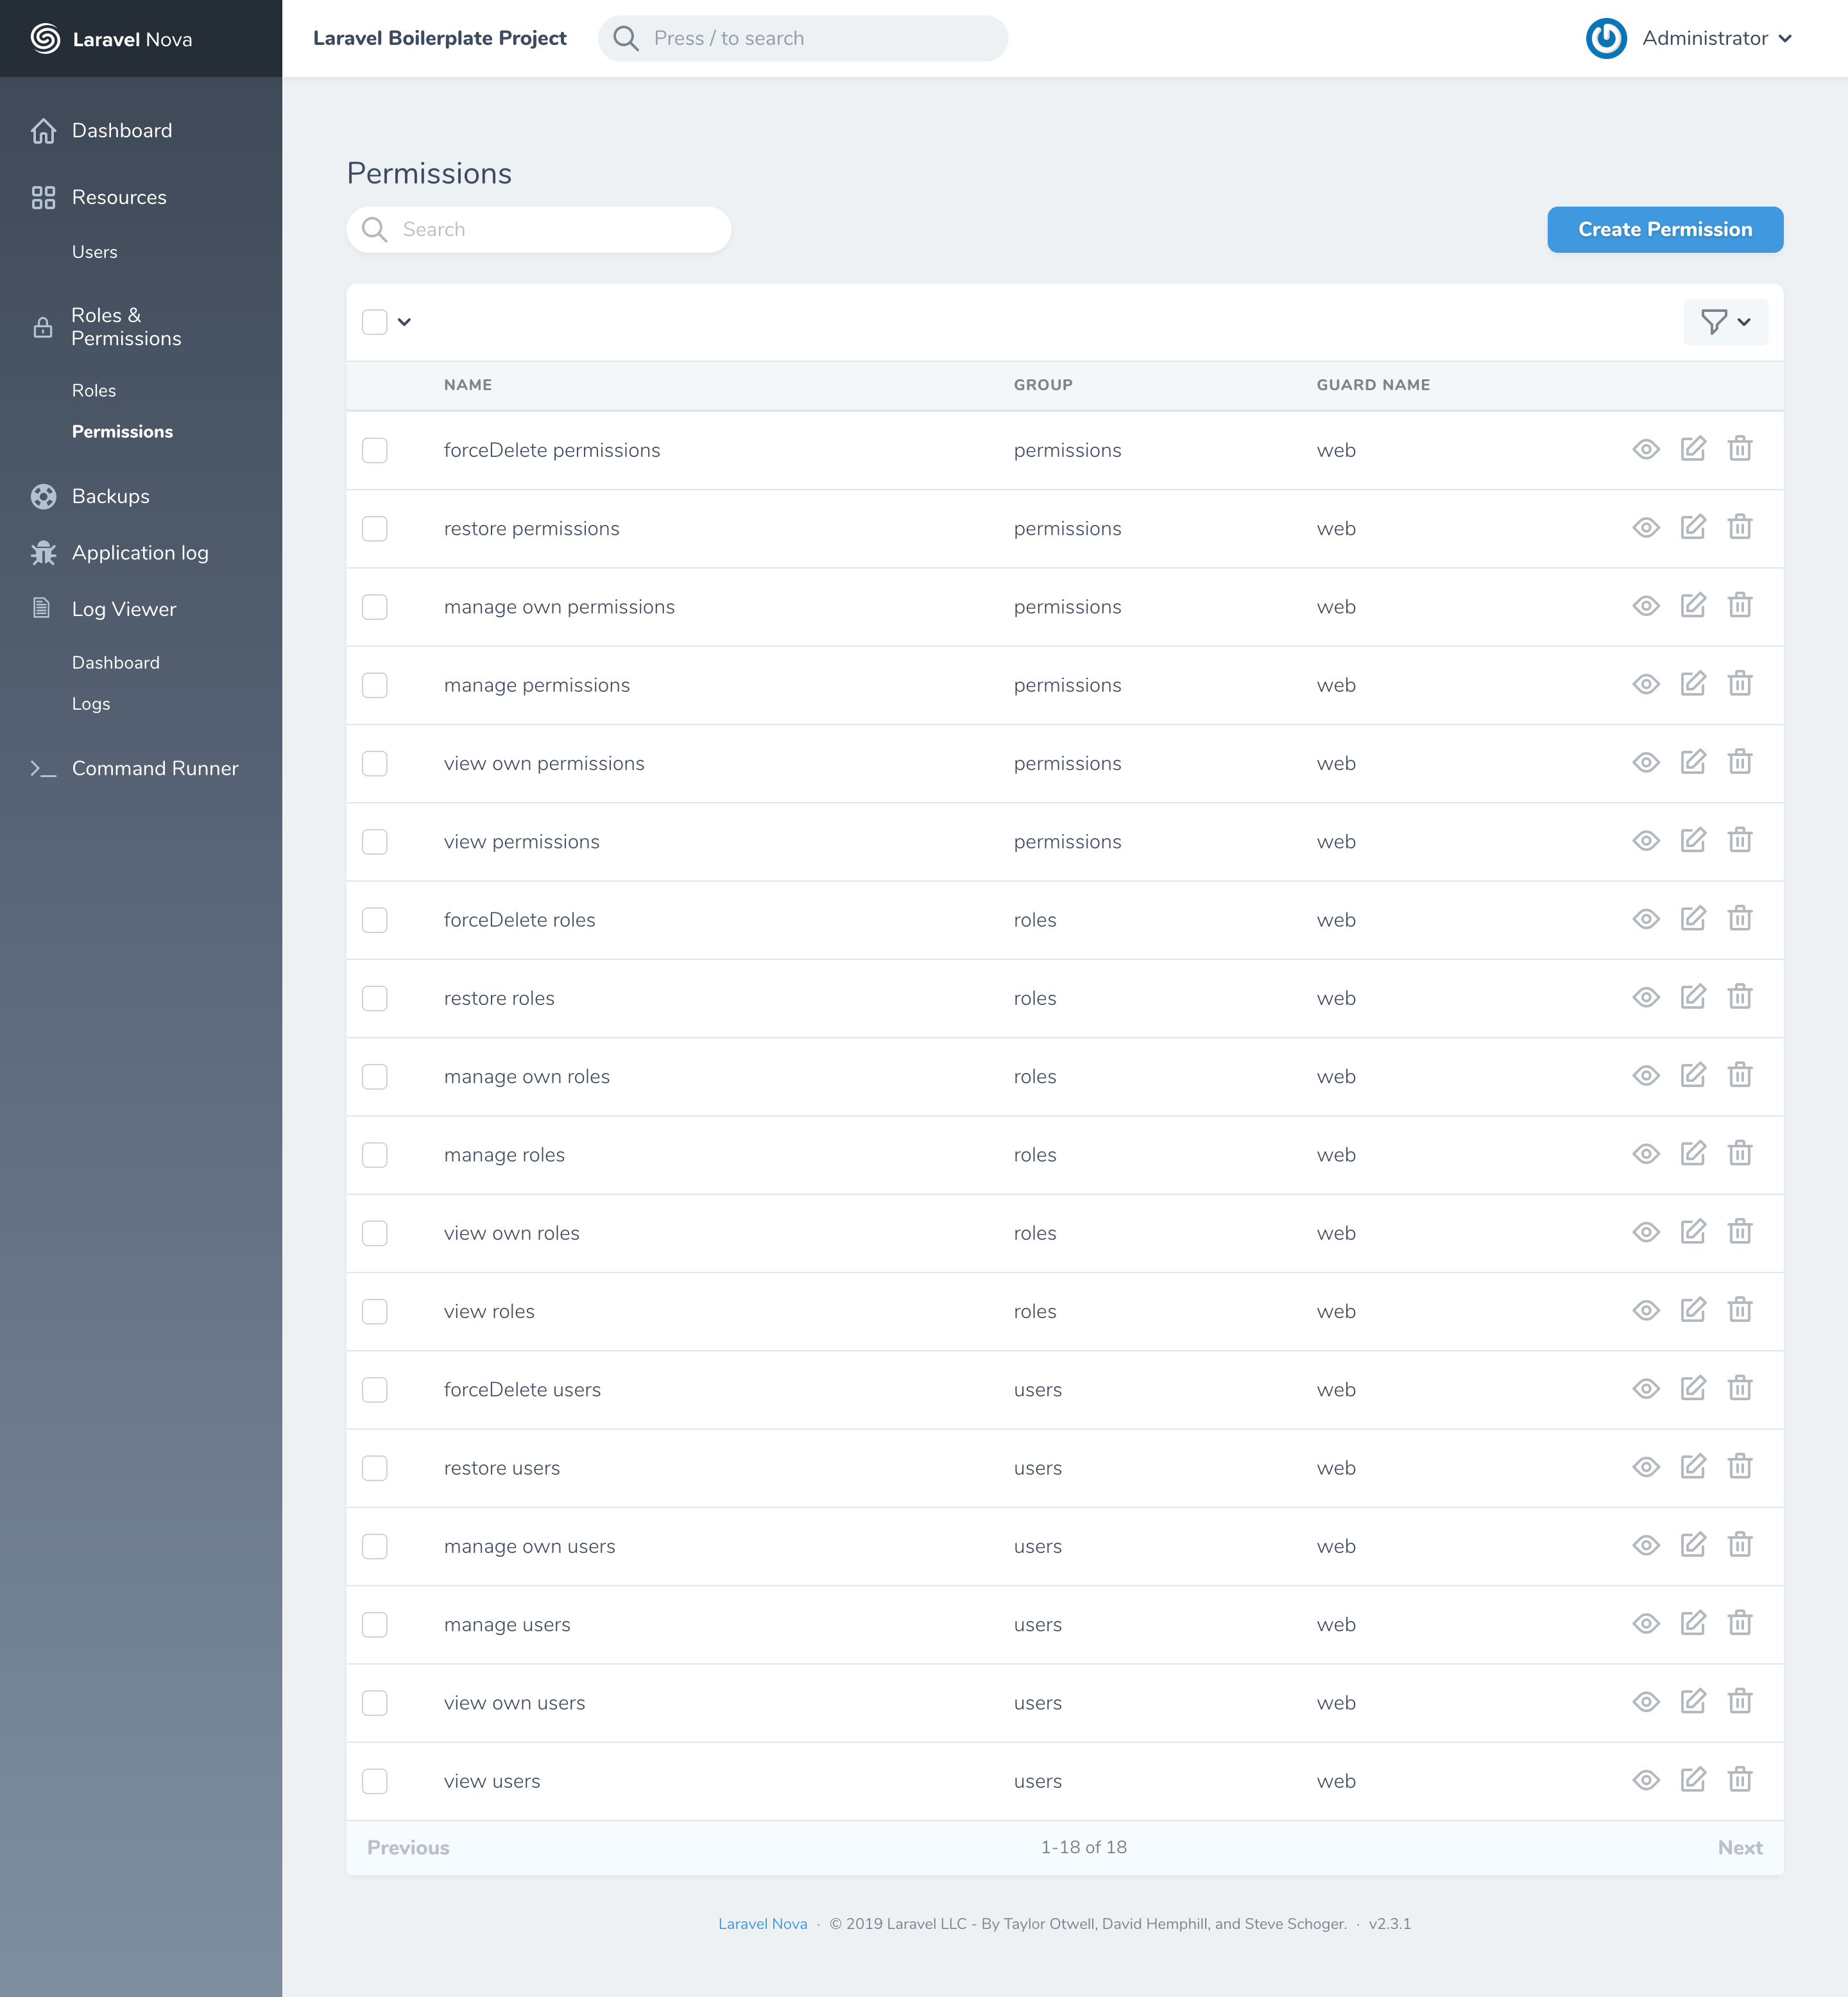 Laravel Nova
Laravel Boilerplate Project
Press / to search
Administrator
Dashboard
Resources
Users
Roles &
Permissions
Roles
Permissions
Backups
Application log
Log Viewer
Dashboard
Logs
Command Runner
Permissions
Search
Create Permission
NAME GROUP GUARD NAME
forceDelete permissions permissions web
restore permissions permissions web
manage own permissions permissions web
manage permissions permissions web
view own permissions permissions web
view permissions permissions web
forceDelete roles roles web
restore roles roles web
manage own roles roles web
manage roles roles web
view own roles roles web
view roles roles web
forceDelete users users web
restore users users web
manage own users users web
manage users users web
view own users users web
view users users web
Previous 1-18 of 18 Next
Laravel Nova · © 2019 Laravel LLC - By Taylor Otwell, David Hemphill, and Steve Schoger. · v2.3.1